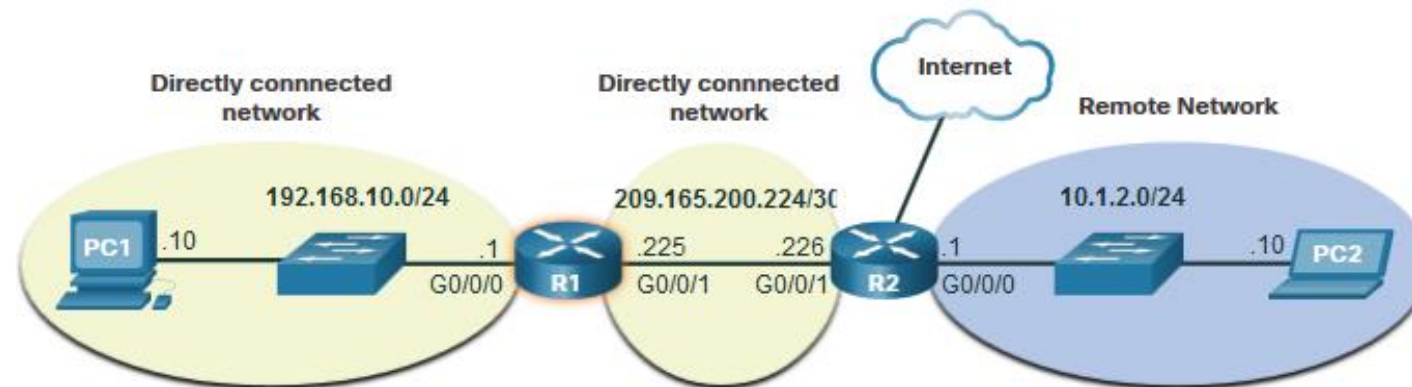 Internet
Directly connnected
network
Directly connnected
network
Remote Network
192.168.10.0/24
209.165.200.224/30
10.1.2.0/24
PC1
.10
.1
G0/0/0
R1
.225
G0/0/1
.226
G0/0/1
R2
.1
G0/0/0
.10
PC2